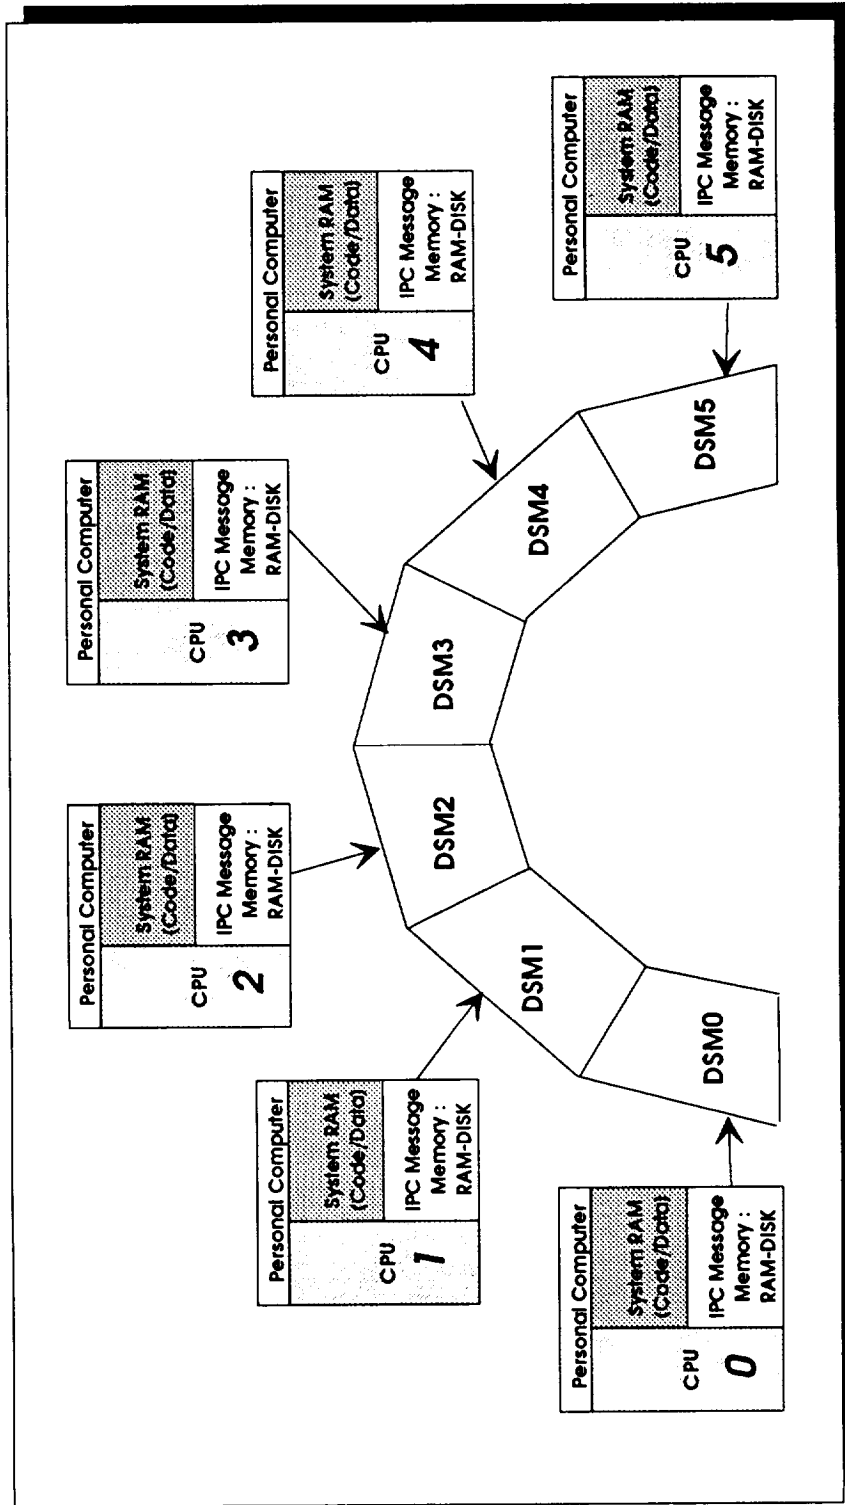 Personal Computer
CPU
0
System RAM
(Code/Data)
IPC Message
Memory :
RAM-DISK
Personal Computer
CPU
1
System RAM
(Code/Data)
IPC Message
Memory :
RAM-DISK
Personal Computer
CPU
2
System RAM
(Code/Data)
IPC Message
Memory :
RAM-DISK
Personal Computer
CPU
3
System RAM
(Code/Data)
IPC Message
Memory :
RAM-DISK
Personal Computer
CPU
4
System RAM
(Code/Data)
IPC Message
Memory :
RAM-DISK
Personal Computer
CPU
5
System RAM
(Code/Data)
IPC Message
Memory :
RAM-DISK
DSM0
DSM1
DSM2
DSM3
DSM4
DSM5